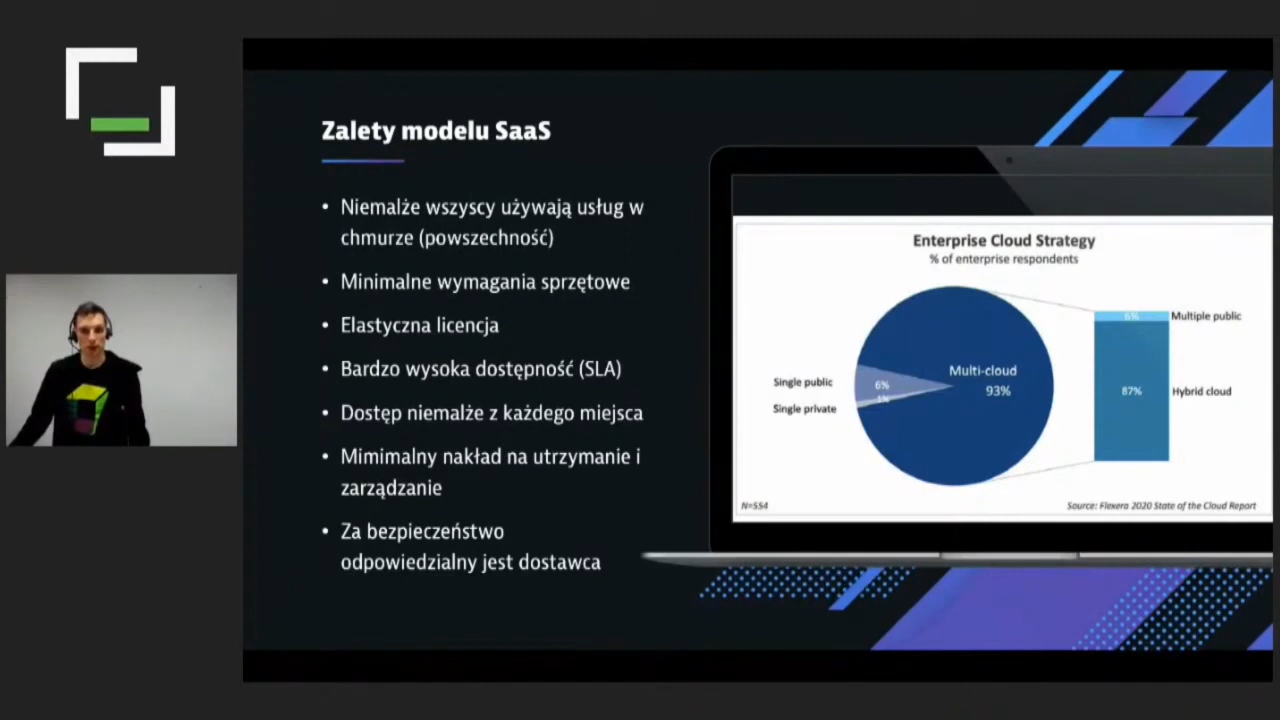 Zalety modelu SaaS
• Niemalże wszyscy używają usług w
chmurze (powszechność)
• Minimalne wymagania sprzętowe
• Elastyczna licencja
• Bardzo wysoka dostępność (SLA)
• Dostęp niemalże z każdego miejsca
• Mimimalny nakład na utrzymanie i
zarządzanie
• Za bezpieczeństwo
odpowiedzialny jest dostawca
Enterprise Cloud Strategy
% of enterprise respondents
Single public
6%
Single private
1%
Multi-cloud
93%
6%
Multiple public
87%
Hybrid cloud
N=554
Source: Flexera 2020 State of the Cloud Report